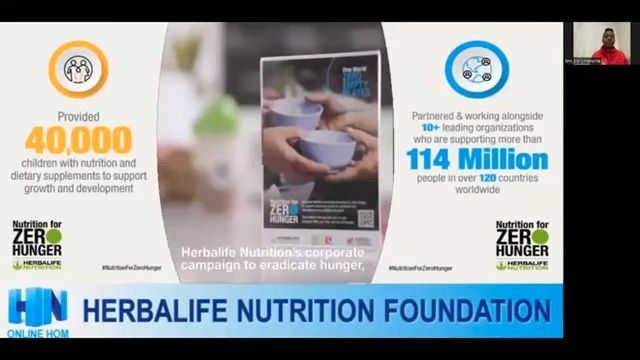 Provided
40,000
children with nutrition and
dietary supplements to support
growth and development
Nutrition for
ZERO
HUNGER
HERBALIFE
NUTRITION
#NutritionForZeroHunger
One World
ZERO
EMPTY
PLATES
Nutrition for
ZERO
HUNGER
Herbalife Nutrition's corporate
campaign to eradicate hunger,
Partnered & working alongside
10+ leading organizations
who are supporting more than
114 Million
people in over 120 countries
worldwide
#NutritionForZeroHunger
Nutrition for
ZERO
HUNGER
HERBALIFE
NUTRITION
HN
ONLINE HOM
HERBALIFE NUTRITION FOUNDATION